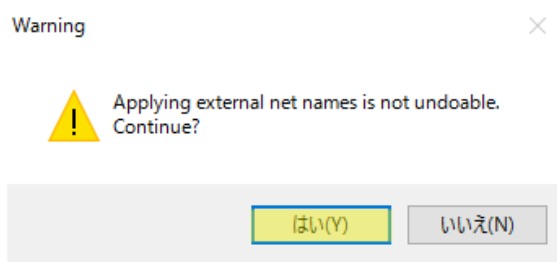 Warning
Applying external net names is not undoable.
Continue?
はい(Y)
いいえ(N)